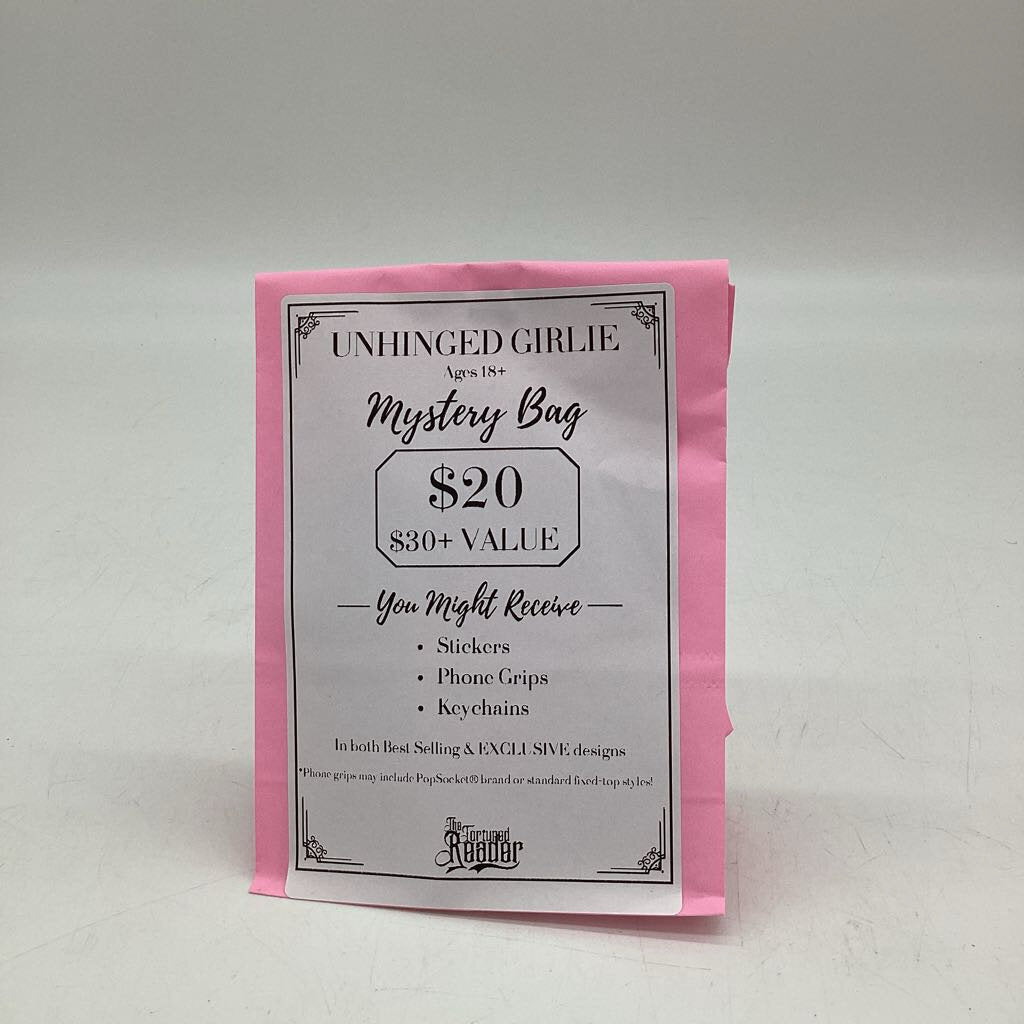 UNHINGED GIRLIE
Ages 18+
Mystery Bag
$20
$30+ VALUE
You Might Receive
• Stickers
• Phone Grips
• Keychains
In both Best Selling & EXCLUSIVE designs
*Phone grips may include PopSocket® brand or standard fixed-top styles!
The
Tortured
Reader